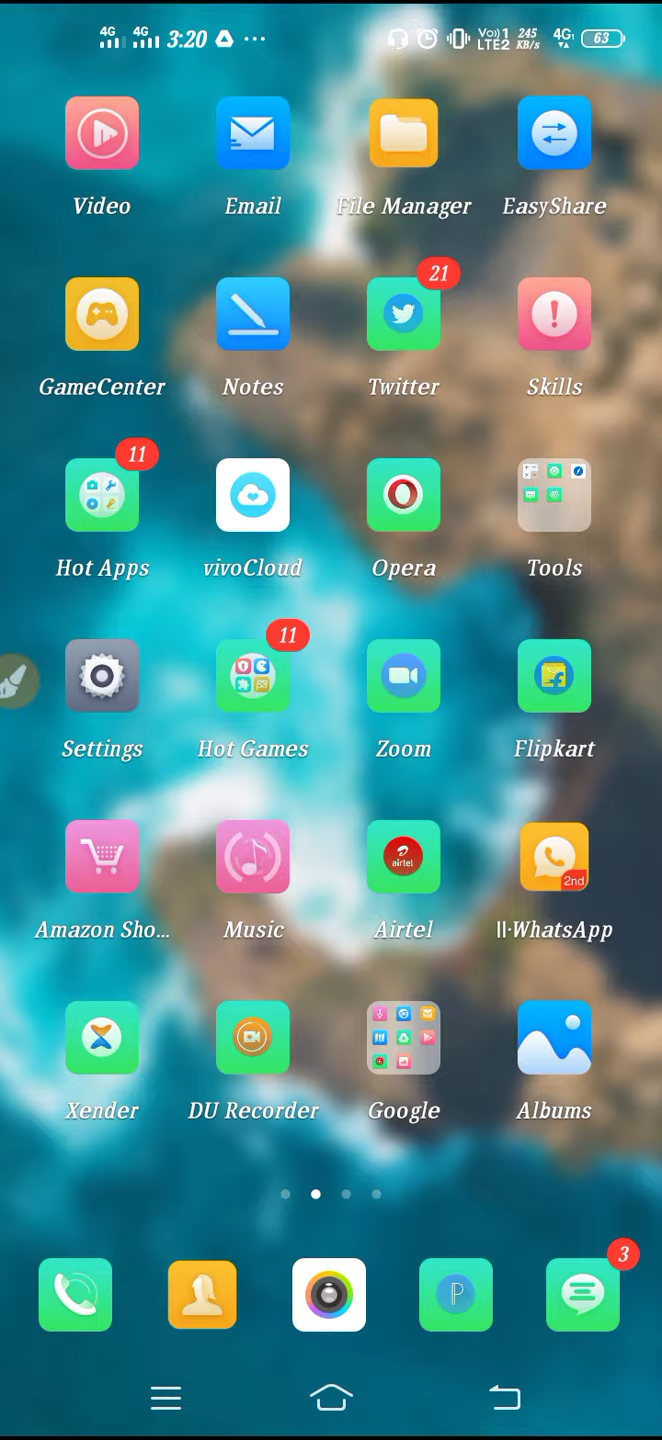 4G 4G 3:20 ... Vo))1 LTE2 245 KB/s 4G 63
Video Email File Manager EasyShare
21
GameCenter Notes Twitter Skills
11
Hot Apps vivoCloud Opera Tools
11
Settings Hot Games Zoom Flipkart
airtel 2nd
Amazon Sho... Music Airtel ||·WhatsApp
Xender DU Recorder Google Albums
3
P